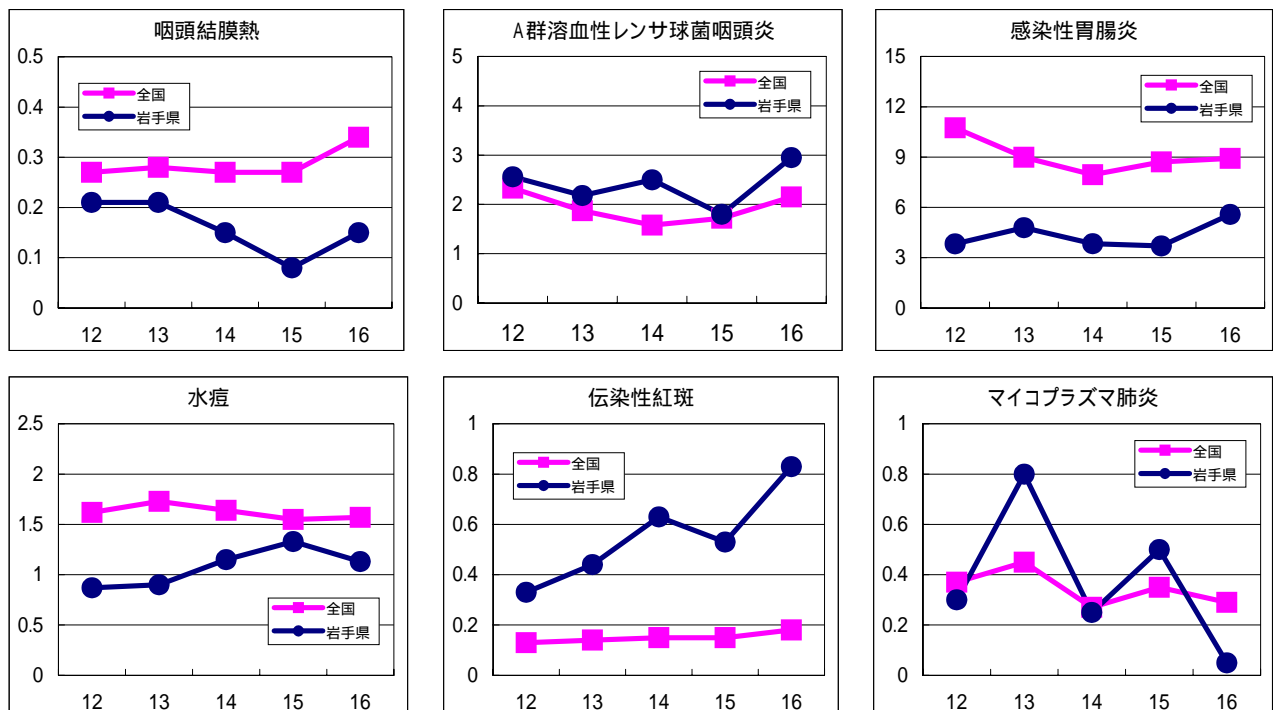 咽頭結膜熱
0.5
0.4
0.3
0.2
0.1
0
全国
岩手県
12 13 14 15 16
A群溶血性レンサ球菌咽頭炎
5
4
3
2
1
0
全国
岩手県
12 13 14 15 16
感染性胃腸炎
15
12
9
6
3
0
全国
岩手県
12 13 14 15 16
水痘
2.5
2
1.5
1
0.5
0
全国
岩手県
12 13 14 15 16
伝染性紅斑
1
0.8
0.6
0.4
0.2
0
全国
岩手県
12 13 14 15 16
マイコプラズマ肺炎
1
0.8
0.6
0.4
0.2
0
全国
岩手県
12 13 14 15 16